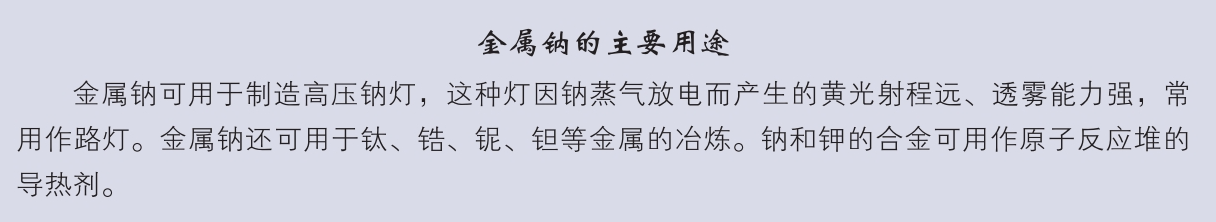 金属钠的主要用途
金属钠可用于制造高压钠灯，这种灯因钠蒸气放电而产生的黄光射程远、透雾能力强，常
用作路灯。金属钠还可用于钛、锆、铌、钽等金属的冶炼。钠和钾的合金可用作原子反应堆的
导热剂。